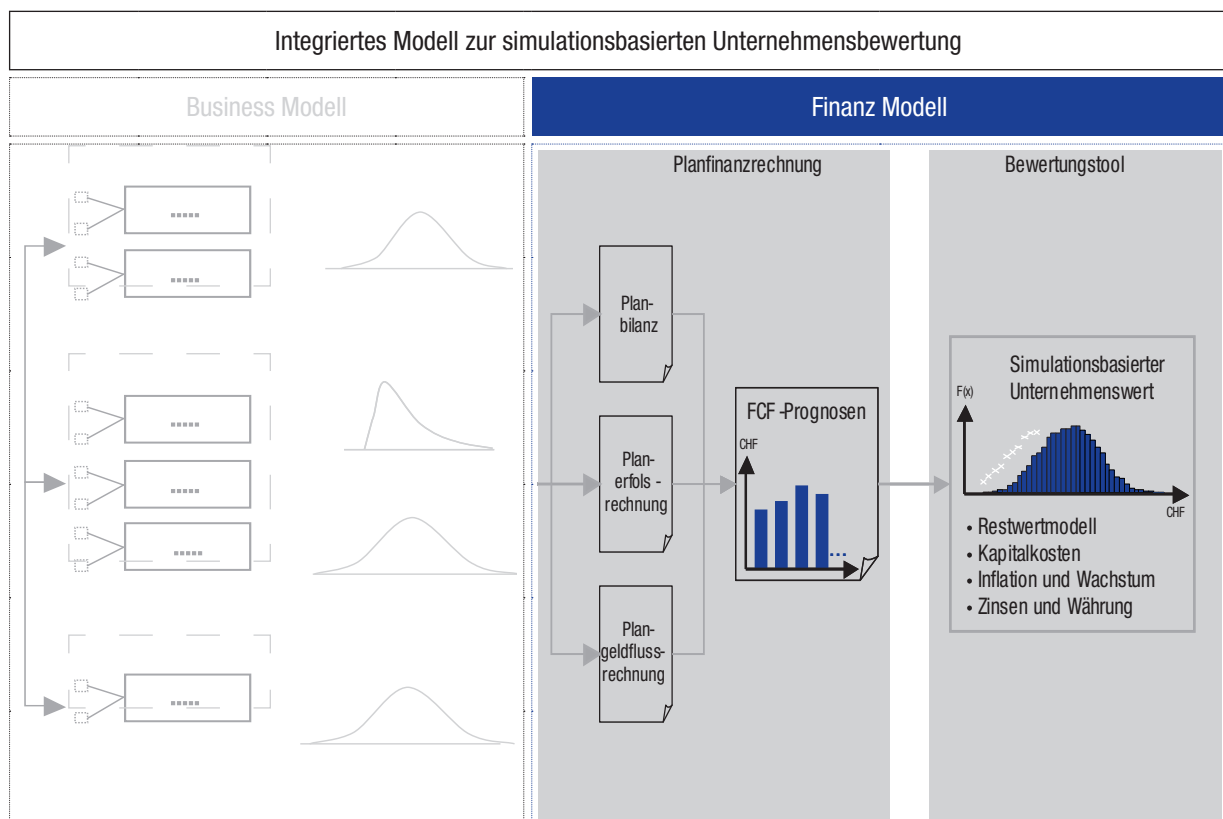 Integriertes Modell zur simulationsbasierten Unternehmensbewertung
Business Modell
Finanz Modell
Planfinanzrechnung
Bewertungstool
.....
.....
.....
.....
.....
.....
Plan-
bilanz
Plan-
erfols -
rechnung
Plan-
geldfluss-
rechnung
FCF -Prognosen
CHF
...
Simulationsbasierter
Unternehmenswert
F(x)
CHF
• Restwertmodell
• Kapitalkosten
• Inflation und Wachstum
• Zinsen und Währung